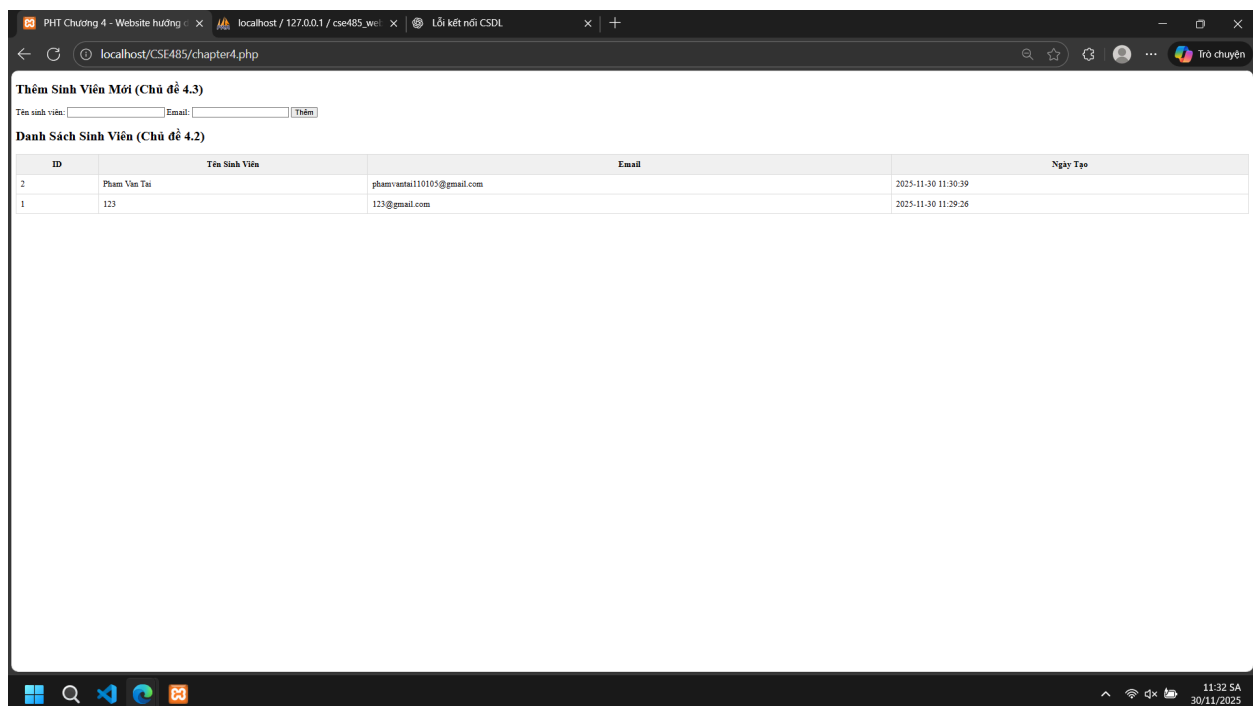 PHT Chương 4 - Website hướng
localhost / 127.0.0.1 / cse485_we
Lỗi kết nối CSDL
localhost/CSE485/chapter4.php
Trò chuyện
Thêm Sinh Viên Mới (Chủ đề 4.3)
Tên sinh viên: Email: Thêm
Danh Sách Sinh Viên (Chủ đề 4.2)
ID Tên Sinh Viên Email Ngày Tạo
2 Pham Van Tai phamvantai110105@gmail.com 2025-11-30 11:30:39
1 123 123@gmail.com 2025-11-30 11:29:26
11:32 SA
30/11/2025